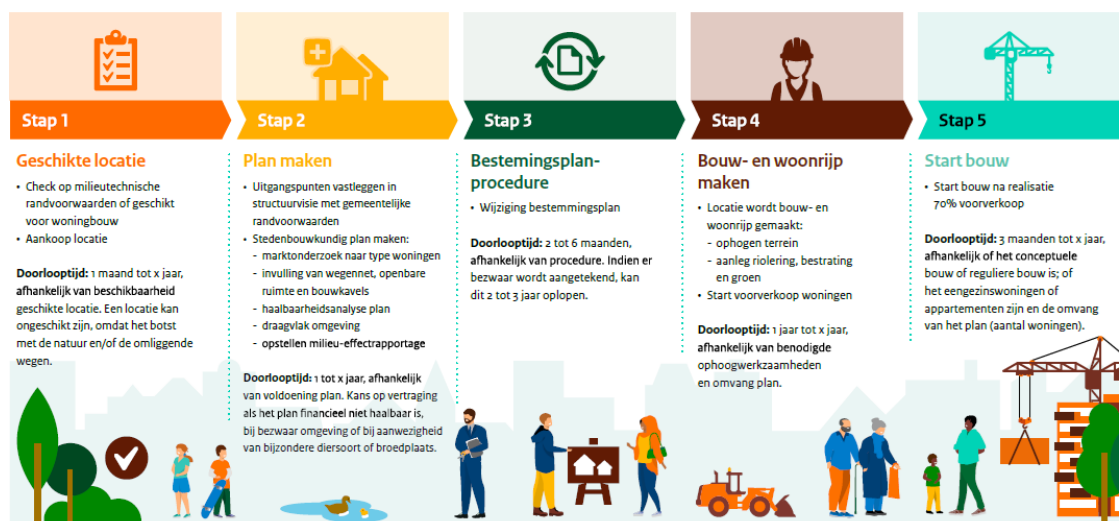 Stap 1
Geschikte locatie
• Check op milieutechnische
randvoorwaarden of geschikt
voor woningbouw
• Aankoop locatie
Doorlooptijd: 1 maand tot x jaar,
afhankelijk van beschikbaarheid
geschikte locatie. Een locatie kan
ongeschikt zijn, omdat het botst
met de natuur en/of de omliggende
wegen.
Stap 2
Plan maken
• Uitgangspunten vastleggen in
structuurvisie met gemeentelijke
randvoorwaarden
• Stedenbouwkundig plan maken:
- marktonderzoek naar type woningen
- invulling van wegennet, openbare
ruimte en bouwkavels
- haalbaarheidsanalyse plan
- draagvlak omgeving
- opstellen milieu-effectrapportage
Doorlooptijd: 1 tot x jaar, afhankelijk
van voldoening plan. Kans op vertraging
als het plan financieel niet haalbaar is,
bij bezwaar omgeving of bij aanwezigheid
van bijzondere diersoort of broedplaats.
Stap 3
Bestemingsplan-
procedure
• Wijziging bestemmingsplan
Doorlooptijd: 2 tot 6 maanden,
afhankelijk van procedure. Indien er
bezwaar wordt aangetekend, kan
dit 2 tot 3 jaar oplopen.
Stap 4
Bouw- en woonrijp
maken
• Locatie wordt bouw- en
woonrijp gemaakt:
- ophogen terrein
- aanleg riolering, bestrating
en groen
• Start voorverkoop woningen
Doorlooptijd: 1 jaar tot x jaar,
afhankelijk van benodigde
ophoogwerkzaamheden
en omvang plan.
Stap 5
Start bouw
• Start bouw na realisatie
70% voorverkoop
Doorlooptijd: 3 maanden tot x jaar,
afhankelijk of het conceptuele
bouw of reguliere bouw is; of
het eengezinswoningen of
appartementen zijn en de omvang
van het plan (aantal woningen).